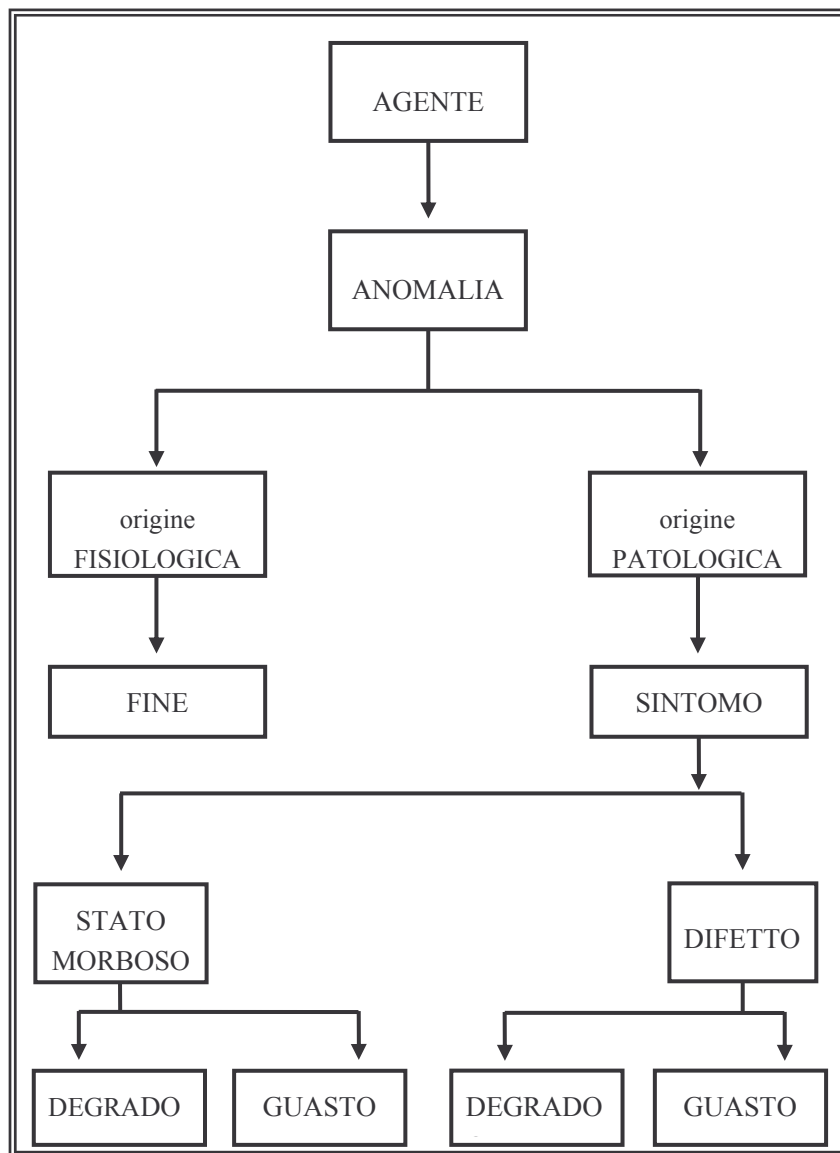 AGENTE
ANOMALIA
origine
FISIOLOGICA
origine
PATOLOGICA
FINE
SINTOMO
STATO
MORBOSO
DIFETTO
DEGRADO
GUASTO
DEGRADO
GUASTO